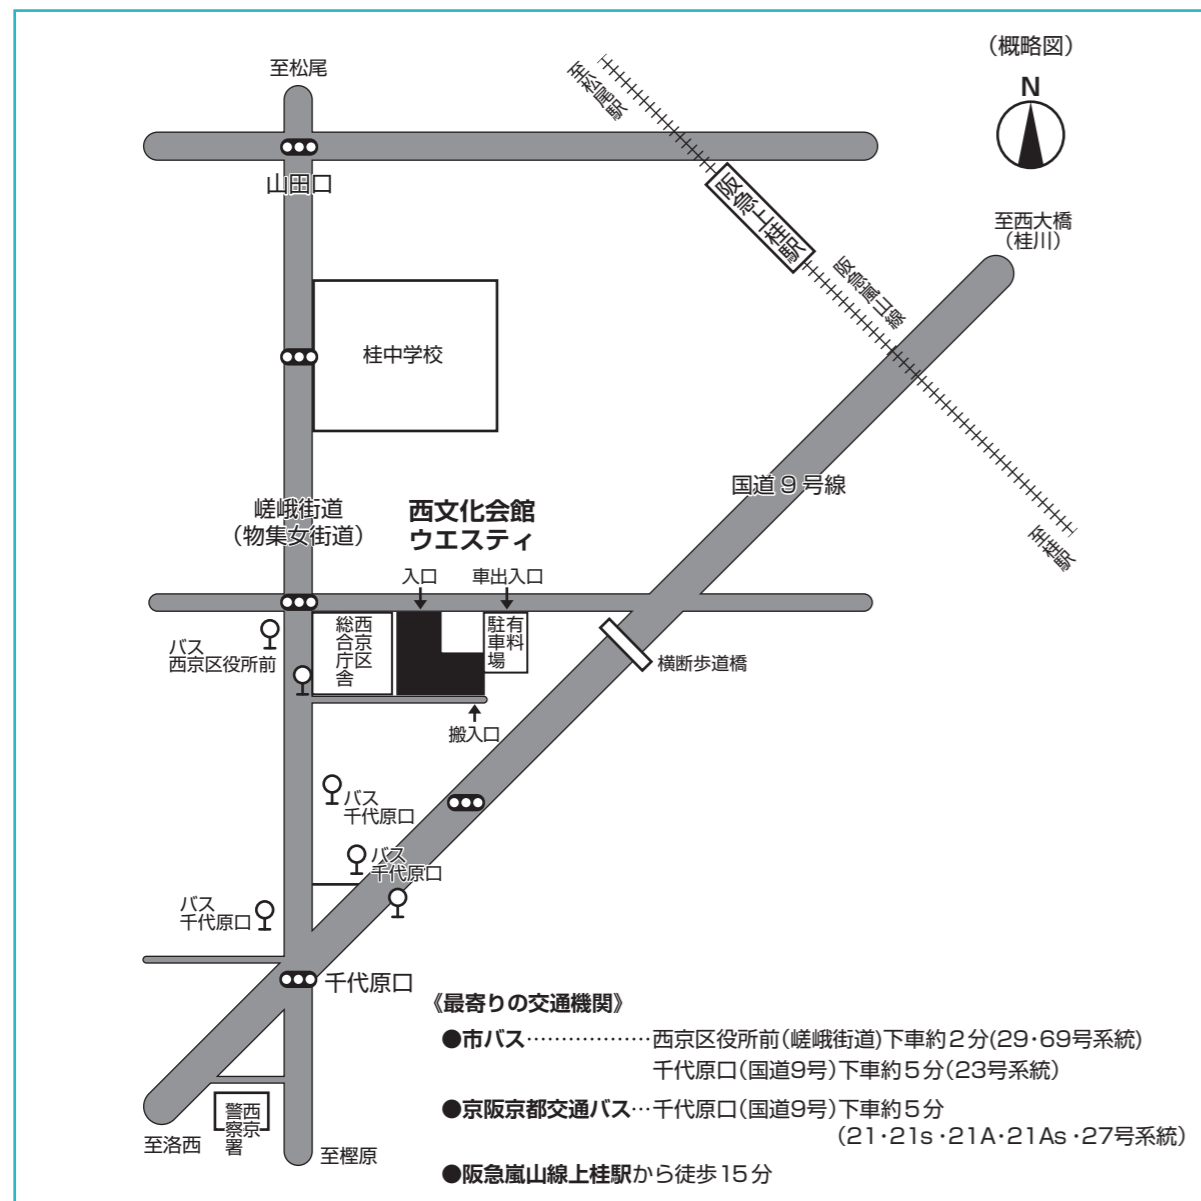 (概略図)
N
至松尾
至松尾駅
山田口
阪急上桂駅
至西大橋
(桂川)
阪急嵐山線
桂中学校
国道9号線
嵯峨街道
(物集女街道)
西文化会館
ウエスティ
至桂駅
入口
車出入口
バス
西京区役所前
西京区
総合庁舎
有料
駐車場
横断歩道橋
搬入口
バス
千代原口
バス
千代原口
バス
千代原口
千代原口
《最寄りの交通機関》
●市バス………………西京区役所前(嵯峨街道)下車約2分(29・69号系統)
千代原口(国道9号)下車約5分(23号系統)
●京阪京都交通バス…千代原口(国道9号)下車約5分
(21・21s・21A・21As・27号系統)
●阪急嵐山線上桂駅から徒歩15分
西京
警察署
至洛西
至樫原